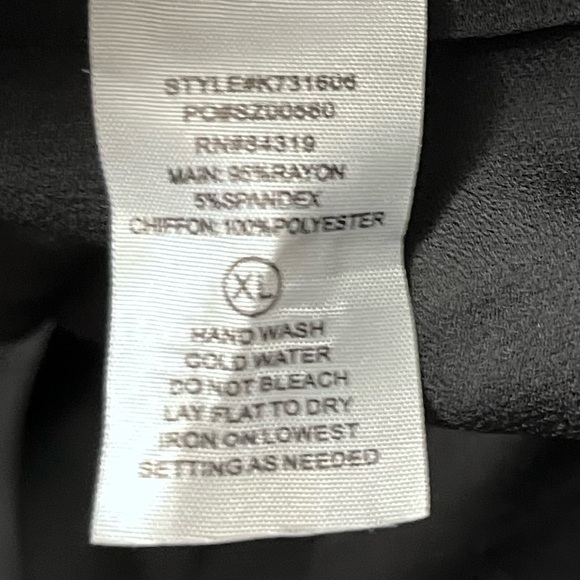 STYLE#K731606
PO#SZ00560
RN#84319
MAIN: 95%RAYON
5%SPANDEX
CHIFFON: 100%POLYESTER
XL
HAND WASH
COLD WATER
DO NOT BLEACH
LAY FLAT TO DRY
IRON ON LOWEST
SETTING AS NEEDED